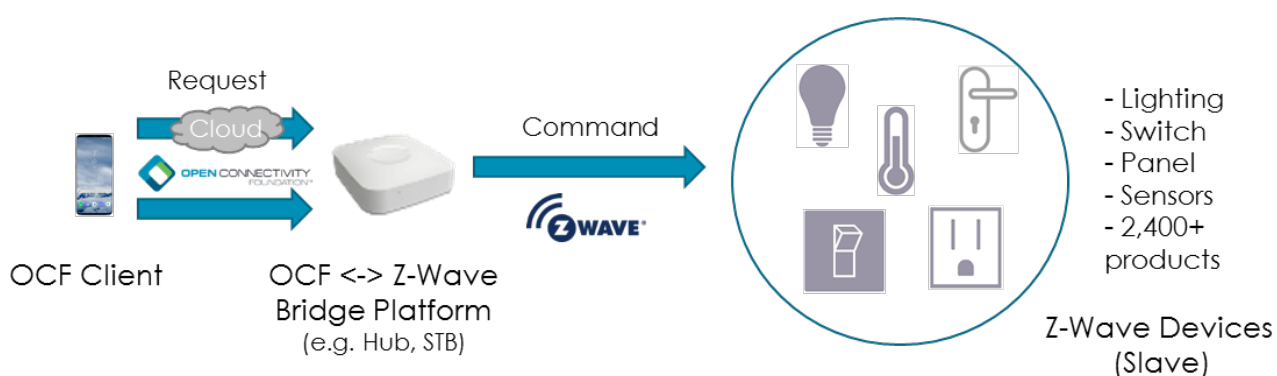 Request
Cloud
OPEN CONNECTIVITY
FOUNDATION
OCF Client
OCF <-> Z-Wave
Bridge Platform
(e.g. Hub, STB)
Command
Z WAVE®
- Lighting
- Switch
- Panel
- Sensors
- 2,400+
products
Z-Wave Devices
(Slave)